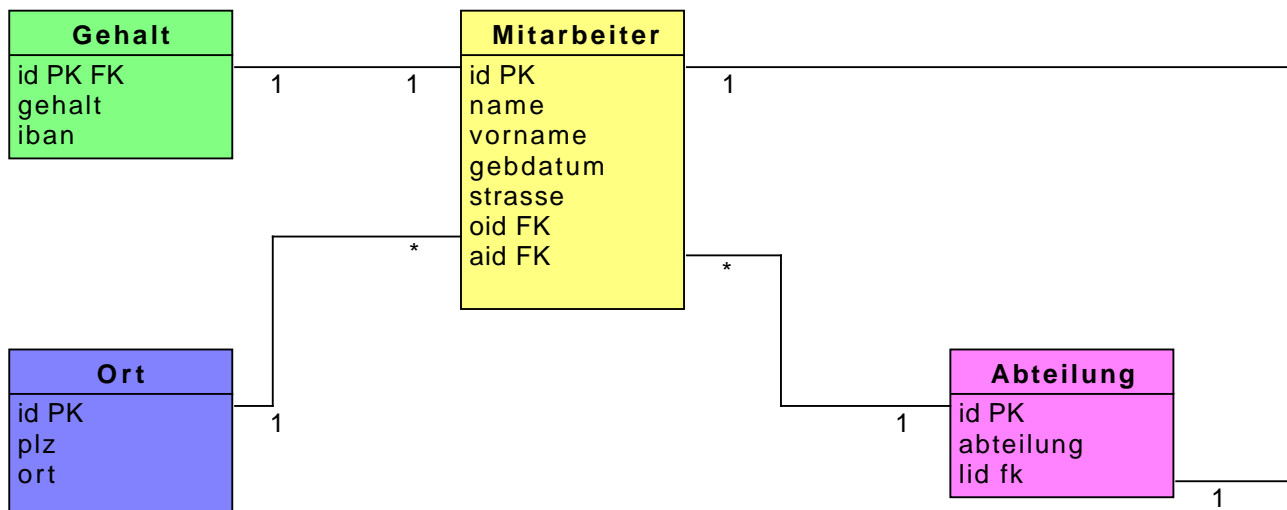 Gehalt
id PK FK
gehalt
iban
1
1
Mitarbeiter
id PK
name
vorname
gebdatum
strasse
oid FK
aid FK
1
*
*
Ort
id PK
plz
ort
1
Abteilung
id PK
abteilung
lid fk
1
1